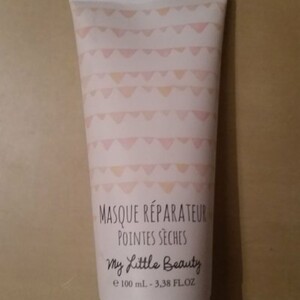 MASQUE RÉPARATEUR
POINTES SÈCHES
My Little Beauty
e 100 mL - 3,38 FL.OZ